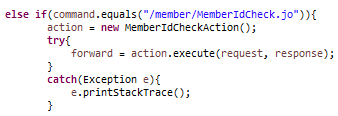 else if(command.equals("/member/MemberIdCheck.jo")){
action = new MemberIdCheckAction();
try{
forward = action.execute(request, response);
}
catch(Exception e){
e.printStackTrace();
}